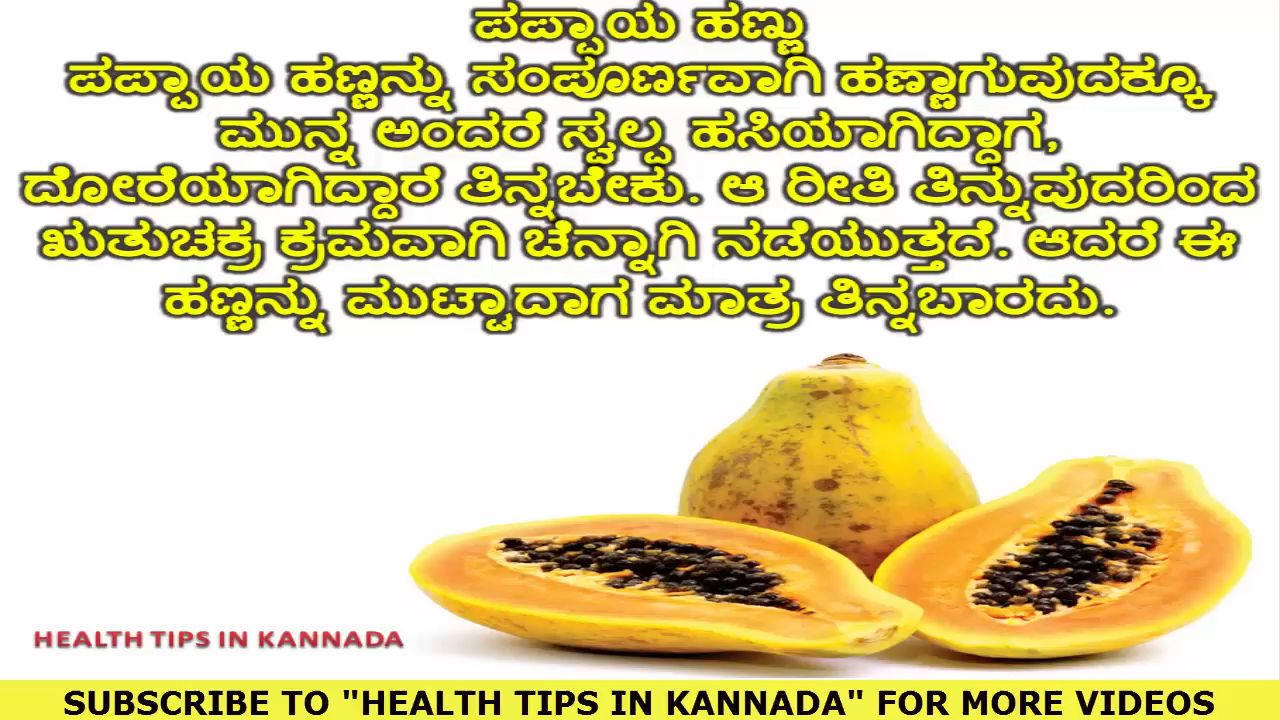 ಪಪ್ಪಾಯ ಹಣ್ಣು
ಪಪ್ಪಾಯ ಹಣ್ಣನ್ನು ಸಂಪೂರ್ಣವಾಗಿ ಹಣ್ಣಾಗುವುದಕ್ಕೂ
ಮುನ್ನ ಅಂದರೆ ಸ್ವಲ್ಪ ಹಸಿಯಾಗಿದ್ದಾಗ,
ದೋರೆಯಾಗಿದ್ದಾರೆ ತಿನ್ನಬೇಕು. ಆ ರೀತಿ ತಿನ್ನುವುದರಿಂದ
ಋತುಚಕ್ರ ಕ್ರಮವಾಗಿ ಚೆನ್ನಾಗಿ ನಡೆಯುತ್ತದೆ. ಆದರೆ ಈ
ಹಣ್ಣನ್ನು ಮುಟ್ಟಾದಾಗ ಮಾತ್ರ ತಿನ್ನಬಾರದು.
HEALTH TIPS IN KANNADA
SUBSCRIBE TO "HEALTH TIPS IN KANNADA" FOR MORE VIDEOS